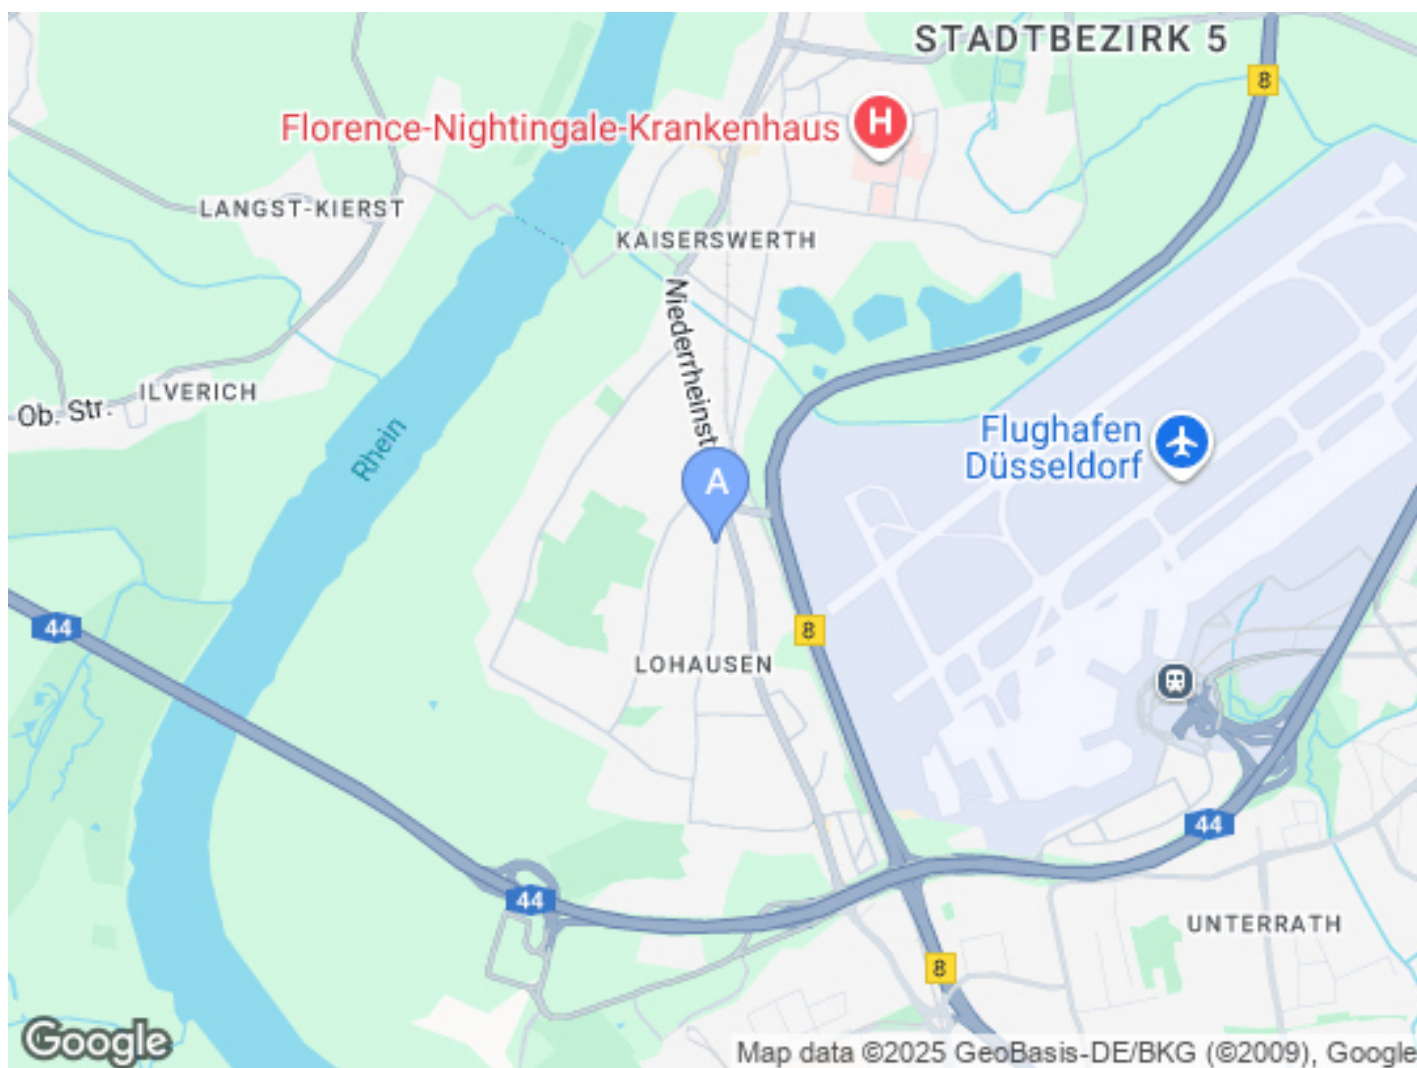 STADTBEZIRK 5
8
Florence-Nightingale-Krankenhaus
H
LANGST-KIERST
KAISERSWERTH
Niederrheinst
ILVERICH
Ob. Str.
Rhein
Flughafen
Düsseldorf
A
44
8
LOHAUSEN
44
44
UNTERRATH
8
Google
Map data ©2025 GeoBasis-DE/BKG (©2009), Google